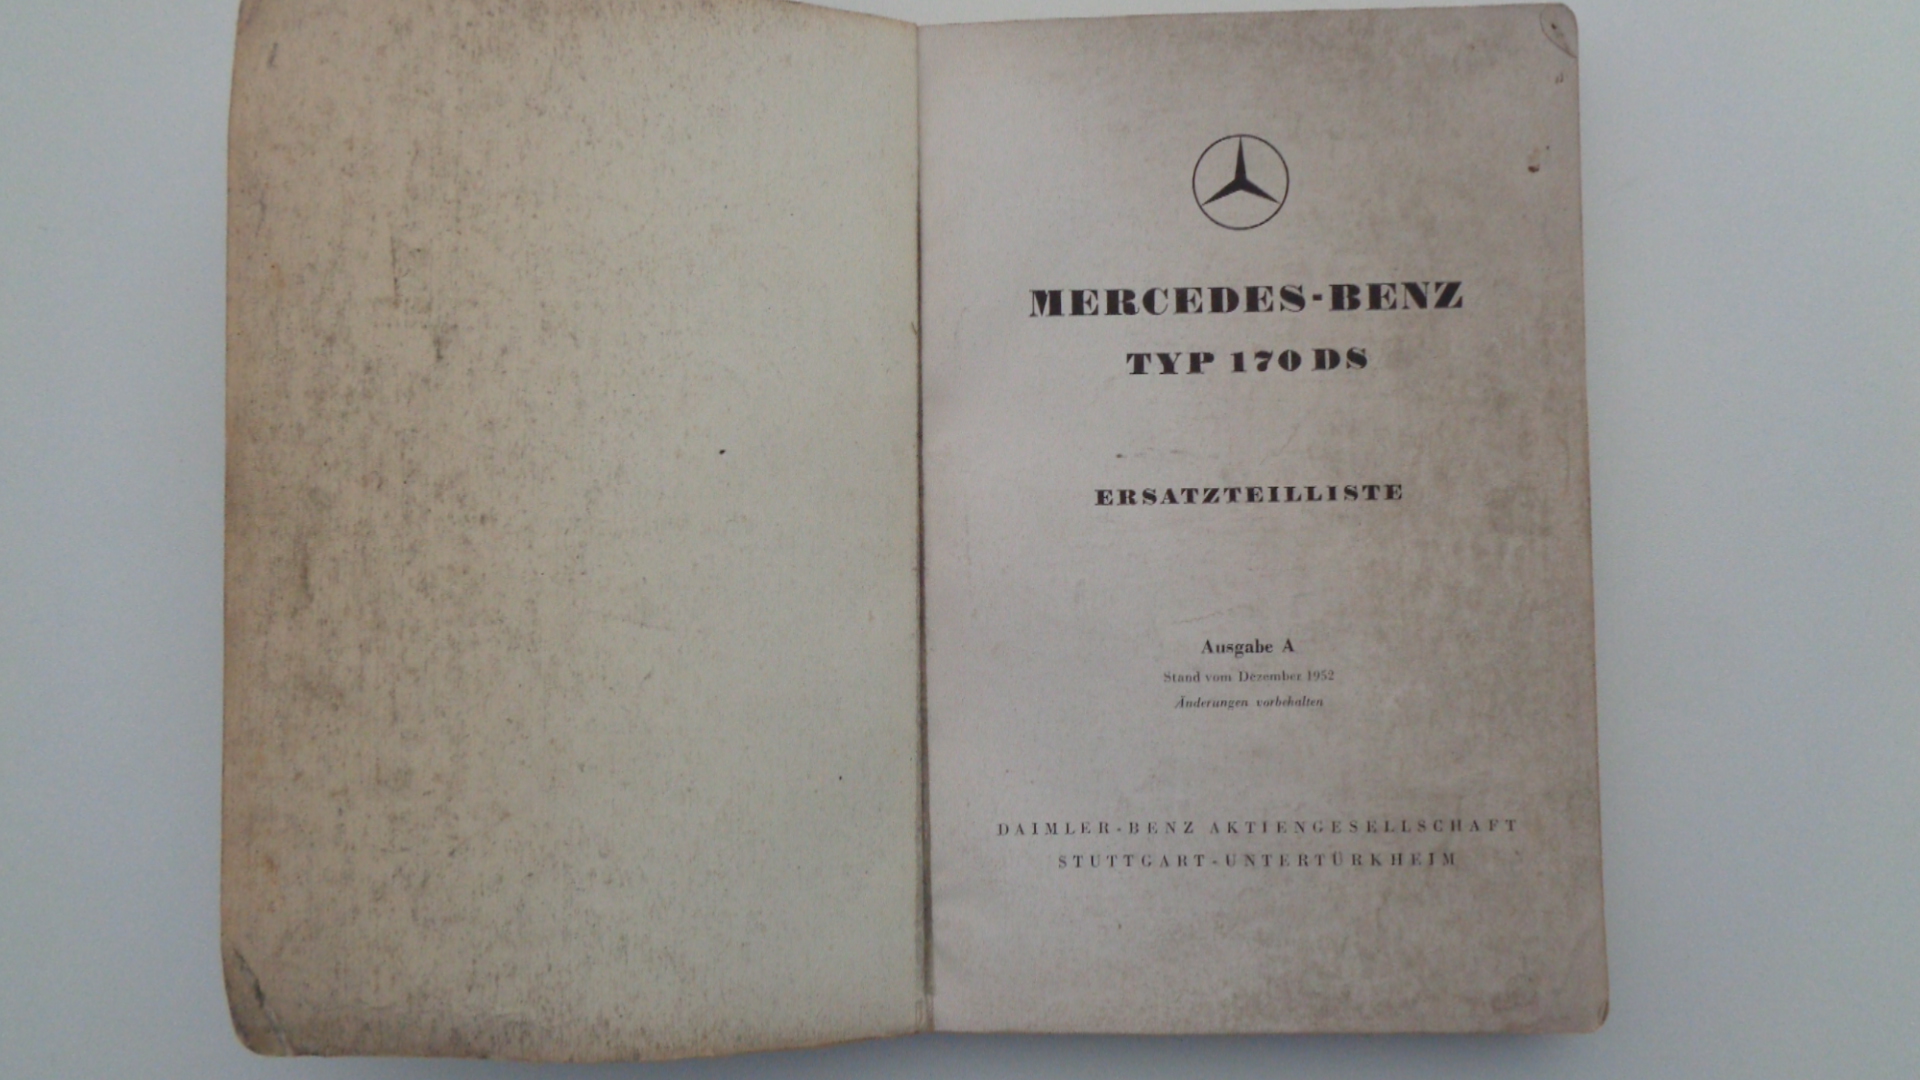 MERCEDES-BENZ
TYP 170 DS
ERSATZTEILLISTE
Ausgabe A
Stand vom Dezember 1952
Änderungen vorbehalten
DAIMLER-BENZ AKTIENGESELLSCHAFT
STUTTGART-UNTERTÜRKHEIM